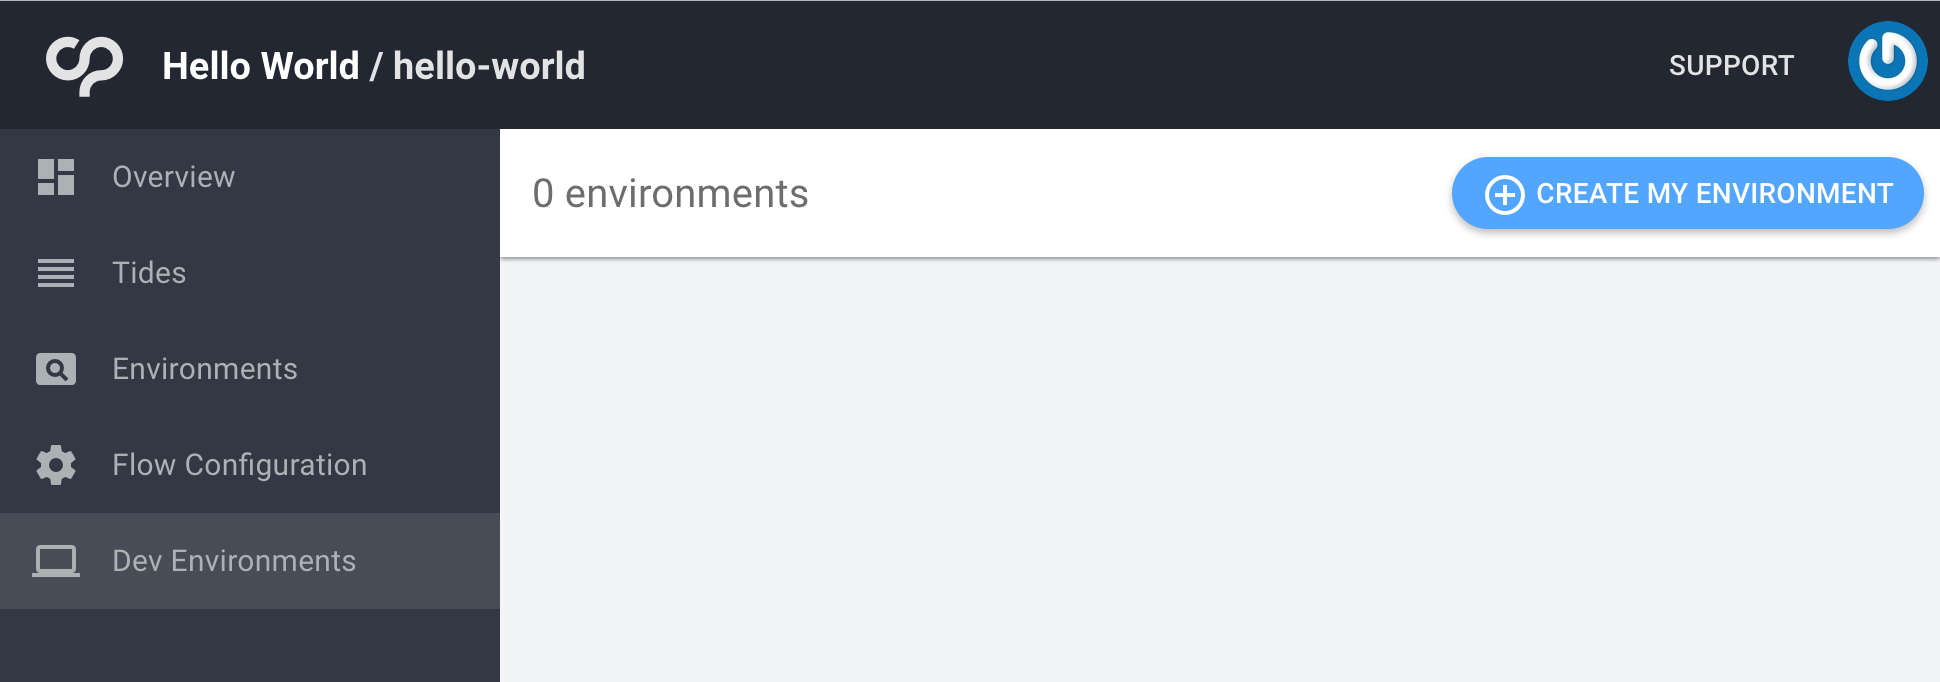 Hello World / hello-world
SUPPORT
Overview
Tides
Environments
Flow Configuration
Dev Environments
0 environments
CREATE MY ENVIRONMENT